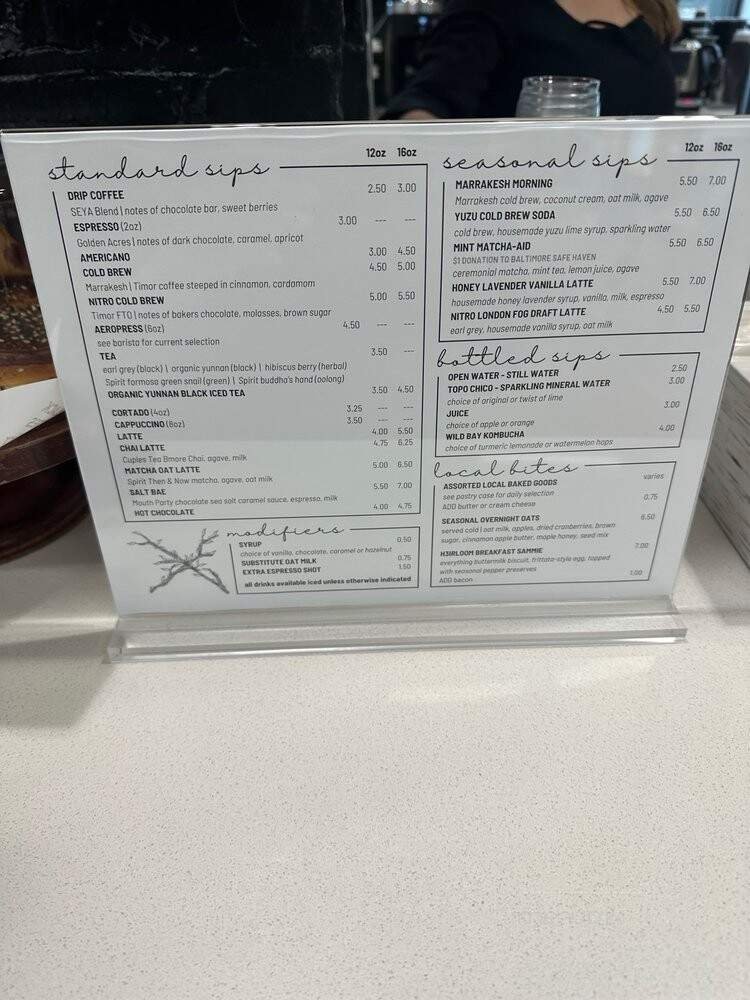 standard sips
12oz 16oz
DRIP COFFEE 2.50 3.00
SEYA Blend | notes of chocolate bar, sweet berries
ESPRESSO (2oz) 3.00 --- ---
Golden Acres | notes of dark chocolate, caramel, apricot
AMERICANO 3.00 4.50
COLD BREW 4.50 5.00
Marrakesh | Timor coffee steeped in cinnamon, cardamom
NITRO COLD BREW 5.00 5.50
Timor FTO | notes of bakers chocolate, molasses, brown sugar
AEROPRESS (6oz) 4.50 --- ---
see barista for current selection
TEA 3.50 ---
earl grey (black) | organic yunnan (black) | hibiscus berry (herbal)
Spirit formosa green snail (green) | Spirit buddha's hand (oolong)
ORGANIC YUNNAN BLACK ICED TEA 3.50 4.50
CORTADO (4oz) 3.25 --- ---
CAPPUCCINO (8oz) 3.50 --- ---
LATTE 4.00 5.50
CHAI LATTE 4.75 6.25
Cuples Tea Bmore Chai, agave, milk
MATCHA OAT LATTE 5.00 6.50
Spirit Then & Now matcha, agave, oat milk
SALT BAE 5.50 7.00
Mouth Party chocolate sea salt caramel sauce, espresso, milk
HOT CHOCOLATE 4.00 4.75
modifiers
SYRUP 0.50
choice of vanilla, chocolate, caramel or hazelnut
SUBSTITUTE OAT MILK 0.75
EXTRA ESPRESSO SHOT 1.50
all drinks available iced unless otherwise indicated
seasonal sips
12oz 16oz
MARRAKESH MORNING 5.50 7.00
Marrakesh cold brew, coconut cream, oat milk, agave
YUZU COLD BREW SODA 5.50 6.50
cold brew, housemade yuzu lime syrup, sparkling water
MINT MATCHA-AID 5.50 6.50
$1 DONATION TO BALTIMORE SAFE HAVEN
ceremonial matcha, mint tea, lemon juice, agave
HONEY LAVENDER VANILLA LATTE 5.50 7.00
housemade honey lavender syrup, vanilla, milk, espresso
NITRO LONDON FOG DRAFT LATTE 4.50 5.50
earl grey, housemade vanilla syrup, oat milk
bottled sips
OPEN WATER - STILL WATER 2.50
TOPO CHICO - SPARKLING MINERAL WATER 3.00
choice of original or twist of lime
JUICE 3.00
choice of apple or orange
WILD BAY KOMBUCHA 4.00
choice of turmeric lemonade or watermelon hops
local bites
ASSORTED LOCAL BAKED GOODS varies
see pastry case for daily selection
ADD butter or cream cheese 0.75
SEASONAL OVERNIGHT OATS 6.50
served cold | oat milk, apples, dried cranberries, brown
sugar, cinnamon apple butter, maple honey, seed mix
H3IRLOOM BREAKFAST SAMMIE 7.00
everything buttermilk biscuit, frittata-style egg, topped
with seasonal pepper preserves
ADD bacon 1.00